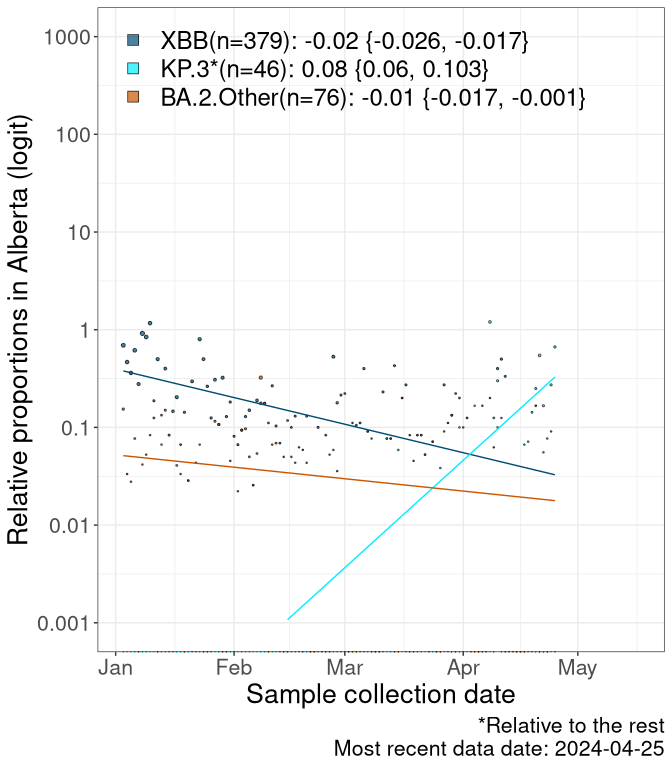 XBB(n=379): -0.02 {-0.026, -0.017}
KP.3*(n=46): 0.08 {0.06, 0.103}
BA.2.Other(n=76): -0.01 {-0.017, -0.001}
Relative proportions in Alberta (logit)
1000
100
10
1
0.1
0.01
0.001
Jan Feb Mar Apr May
Sample collection date
*Relative to the rest
Most recent data date: 2024-04-25